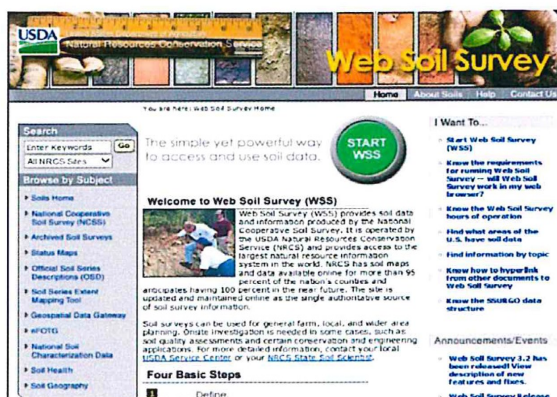 USDA
United States Department of Agriculture
Natural Resources Conservation Service
Web Soil Survey
Home
About Soils
Help
Contact Us
You are here: Web Soil Survey Home
Search
Enter Keywords
Go
All NRCS Sites
Browse by Subject
Soils Home
National Cooperative
Soil Survey (NCSS)
Archived Soil Surveys
Status Maps
Official Soil Series
Descriptions (OSD)
Soil Series Extent
Mapping Tool
Geospatial Data Gateway
eFOTG
National Soil
Characterization Data
Soil Health
Soil Geography
The simple yet powerful way
to access and use soil data.
START
WSS
Welcome to Web Soil Survey (WSS)
Web Soil Survey (WSS) provides soil data
and information produced by the National
Cooperative Soil Survey. It is operated by
the USDA Natural Resources Conservation
Service (NRCS) and provides access to the
largest natural resource information
system in the world. NRCS has soil maps
and data available online for more than 95
percent of the nation's counties and
anticipates having 100 percent in the near future. The site is
updated and maintained online as the single authoritative source
of soil survey information.
Soil surveys can be used for general farm, local, and wider area
planning. Onsite investigation is needed in some cases, such as
soil quality assessments and certain conservation and engineering
applications. For more detailed information, contact your local
USDA Service Center or your NRCS State Soil Scientist.
Four Basic Steps
1
Define
I Want To...
Start Web Soil Survey
(WSS)
Know the requirements
for running Web Soil
Survey — will Web Soil
Survey work in my web
browser?
Know the Web Soil Survey
hours of operation
Find what areas of the
U.S. have soil data
Find information by topic
Know how to hyperlink
from other documents to
Web Soil Survey
Know the SSURGO data
structure
Announcements/Events
Web Soil Survey 3.2 has
been released! View
description of new
features and fixes.
Web Soil Survey Release